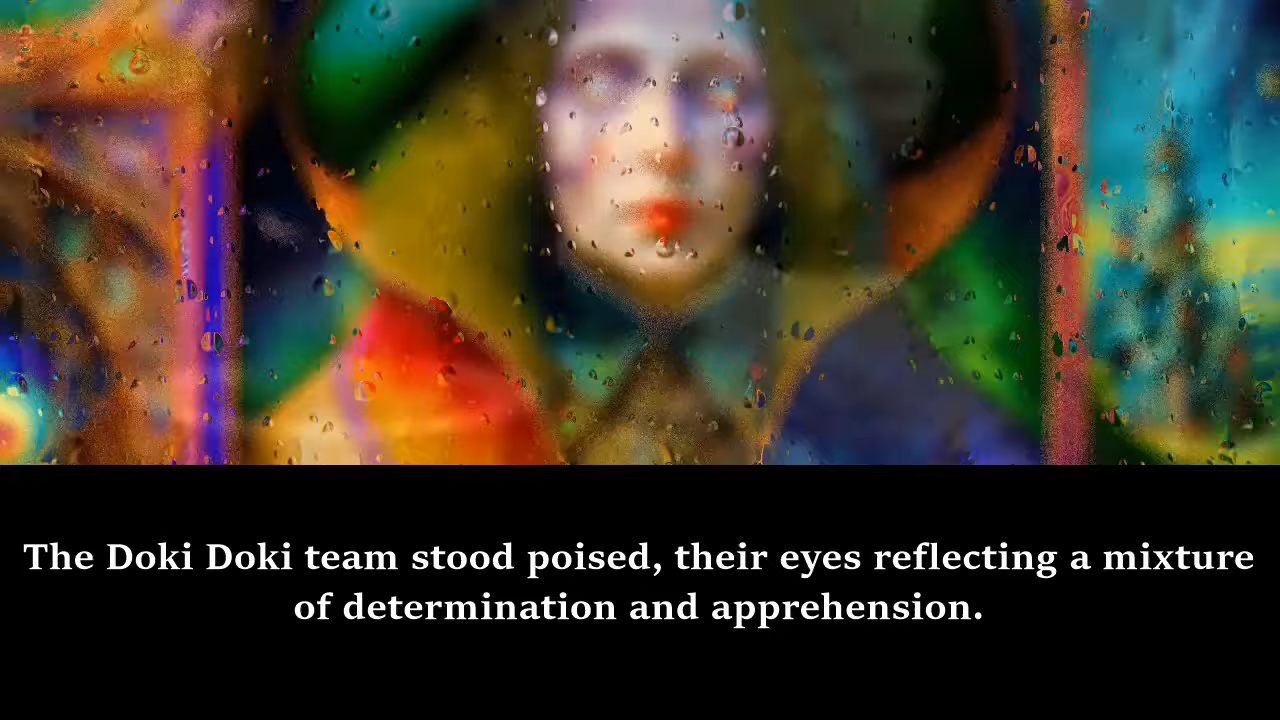 The Doki Doki team stood poised, their eyes reflecting a mixture
of determination and apprehension.